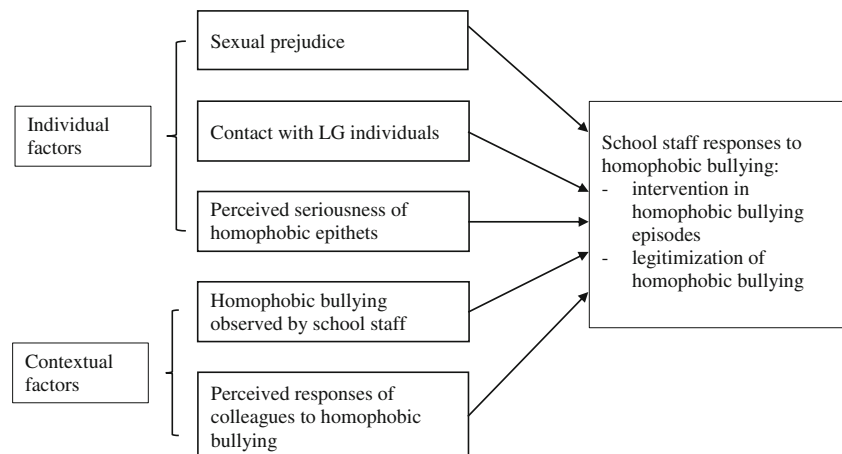 Sexual prejudice
Individual
factors
Contact with LG individuals
Perceived seriousness of
homophobic epithets
Homophobic bullying
observed by school staff
Contextual
factors
Perceived responses of
colleagues to homophobic
bullying
School staff responses to
homophobic bullying:
- intervention in
homophobic bullying
episodes
- legitimization of
homophobic bullying